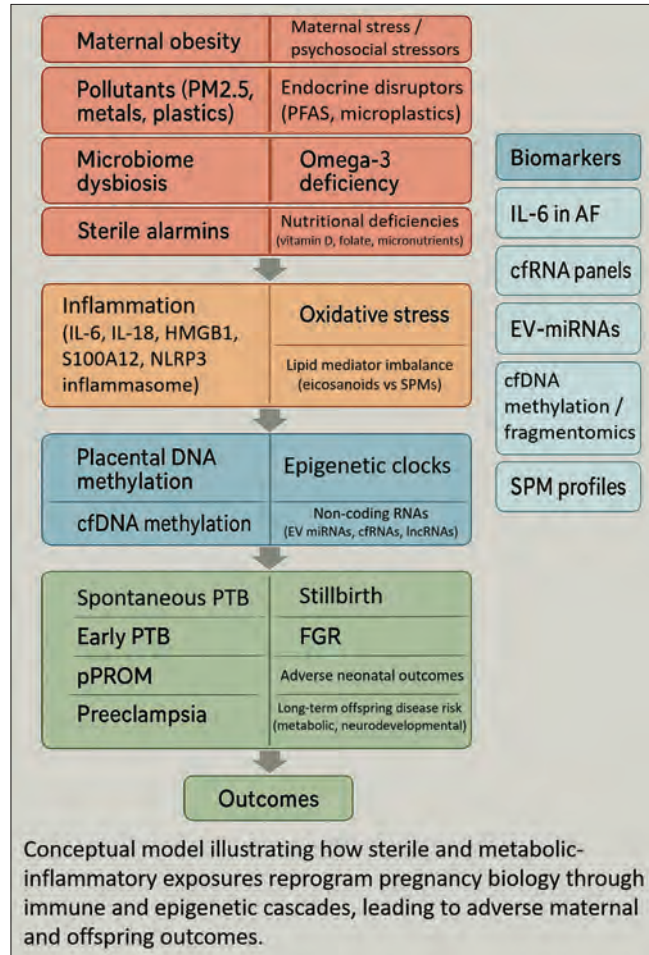 Maternal obesity
Maternal stress /
psychosocial stressors
Pollutants (PM2.5,
metals, plastics)
Endocrine disruptors
(PFAS, microplastics)
Microbiome
dysbiosis
Omega-3
deficiency
Sterile alarmins
Nutritional deficiencies
(vitamin D, folate, micronutrients)
Inflammation
(IL-6, IL-18, HMGB1,
S100A12, NLRP3
inflammasome)
Oxidative stress
Lipid mediator imbalance
(eicosanoids vs SPMs)
Placental DNA
methylation
Epigenetic clocks
cfDNA methylation
Non-coding RNAs
(EV miRNAs, cfRNAs, lncRNAs)
Spontaneous PTB
Stillbirth
Early PTB
FGR
pPROM
Adverse neonatal outcomes
Preeclampsia
Long-term offspring disease risk
(metabolic, neurodevelopmental)
Outcomes
Biomarkers
IL-6 in AF
cfRNA panels
EV-miRNAs
cfDNA
methylation /
fragmentomics
SPM profiles
Conceptual model illustrating how sterile and metabolic-
inflammatory exposures reprogram pregnancy biology through
immune and epigenetic cascades, leading to adverse maternal
and offspring outcomes.